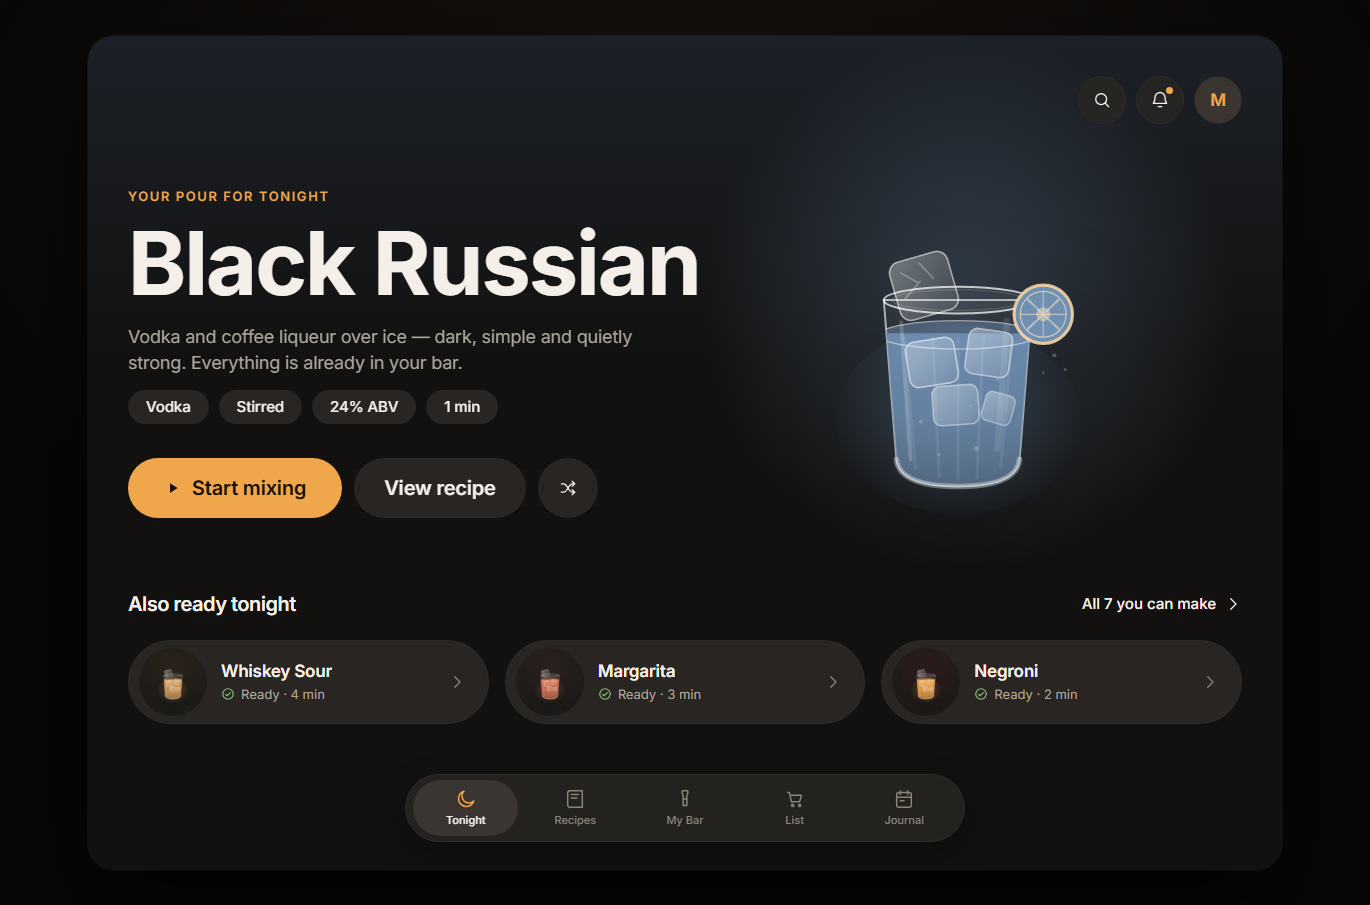 M
YOUR POUR FOR TONIGHT
Black Russian
Vodka and coffee liqueur over ice — dark, simple and quietly
strong. Everything is already in your bar.
Vodka
Stirred
24% ABV
1 min
Start mixing
View recipe
Also ready tonight
All 7 you can make
Whiskey Sour
Ready · 4 min
Margarita
Ready · 3 min
Negroni
Ready · 2 min
Tonight
Recipes
My Bar
List
Journal